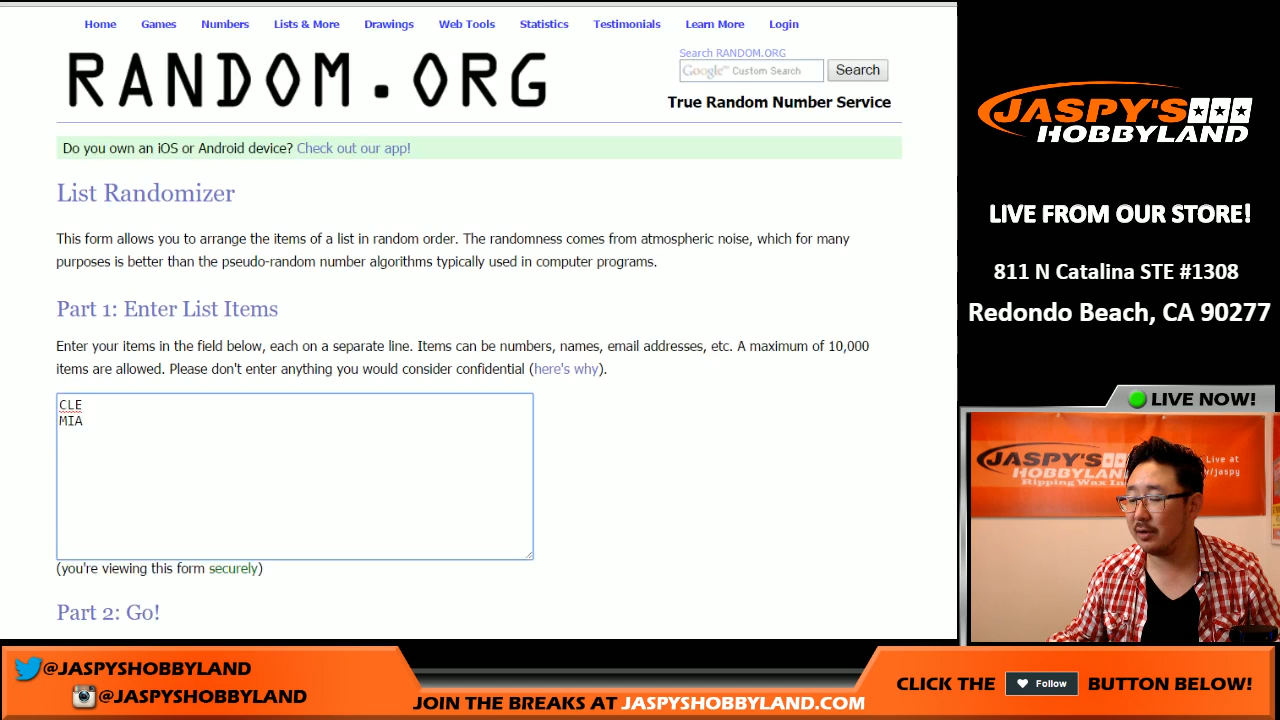 Home Games Numbers Lists & More Drawings Web Tools Statistics Testimonials Learn More Login
RANDOM.ORG
Search RANDOM.ORG
Google™ Custom Search
Search
True Random Number Service
Do you own an iOS or Android device? Check out our app!
List Randomizer
This form allows you to arrange the items of a list in random order. The randomness comes from atmospheric noise, which for many
purposes is better than the pseudo-random number algorithms typically used in computer programs.
Part 1: Enter List Items
Enter your items in the field below, each on a separate line. Items can be numbers, names, email addresses, etc. A maximum of 10,000
items are allowed. Please don't enter anything you would consider confidential (here's why).
CLE
MIA
(you're viewing this form securely)
Part 2: Go!
JASPY'S
HOBBYLAND
LIVE FROM OUR STORE!
811 N Catalina STE #1308
Redondo Beach, CA 90277
LIVE NOW!
JASPY'S
HOBBYLAND
Ripping Wax
Live at
/jaspy
@JASPYSHOBBYLAND
@JASPYSHOBBYLAND
JOIN THE BREAKS AT JASPYSHOBBYLAND.COM
CLICK THE Follow BUTTON BELOW!